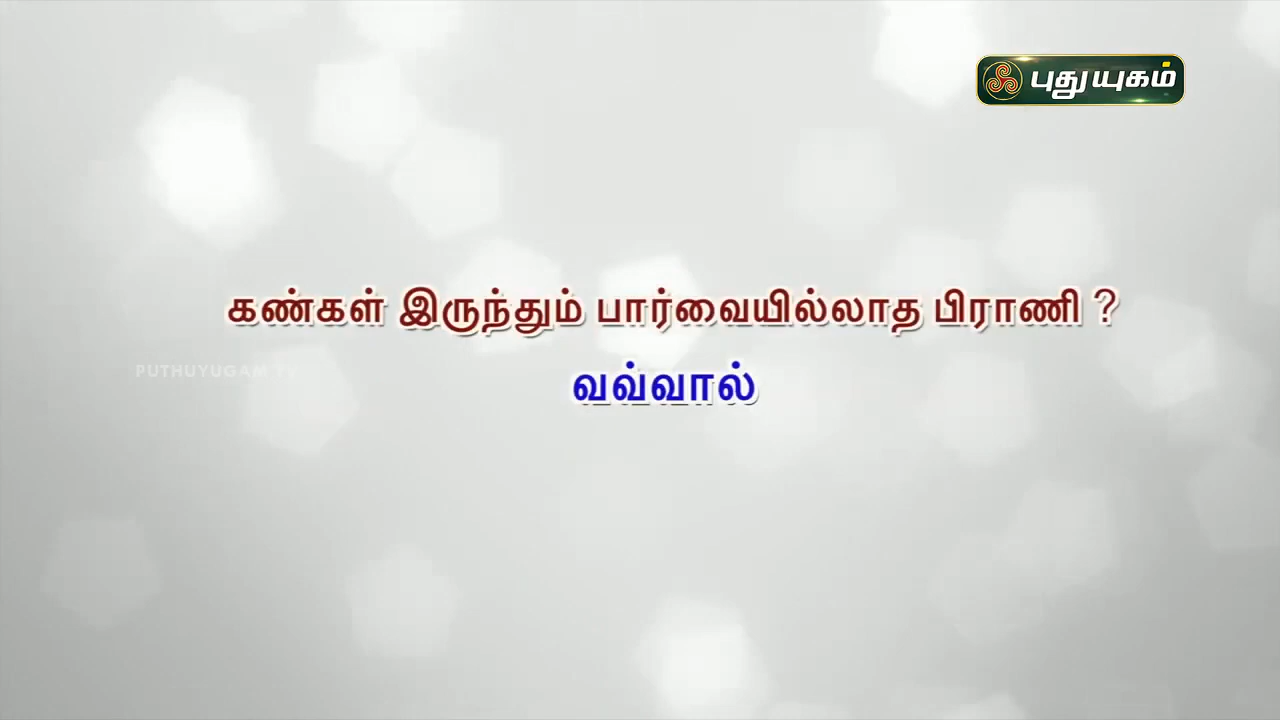 புதுயுகம்
கண்கள் இருந்தும் பார்வையில்லாத பிராணி ?
PUTHUYUGAM TV
வவ்வால்